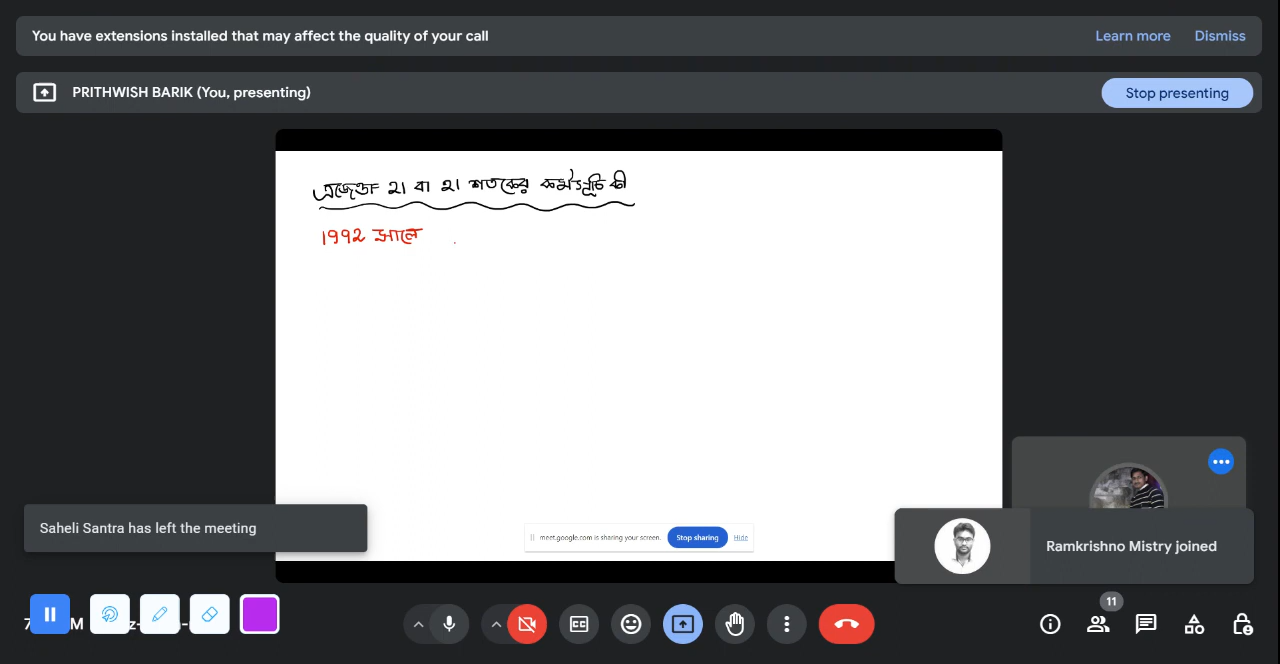 You have extensions installed that may affect the quality of your call
Learn more
Dismiss
PRITHWISH BARIK (You, presenting)
Stop presenting
এজেন্ডা ২১ বা ২১ শতকের কর্মসূচি কী
1992 সালে
Saheli Santra has left the meeting
meet.google.com is sharing your screen.
Stop sharing
Hide
Ramkrishno Mistry joined
11